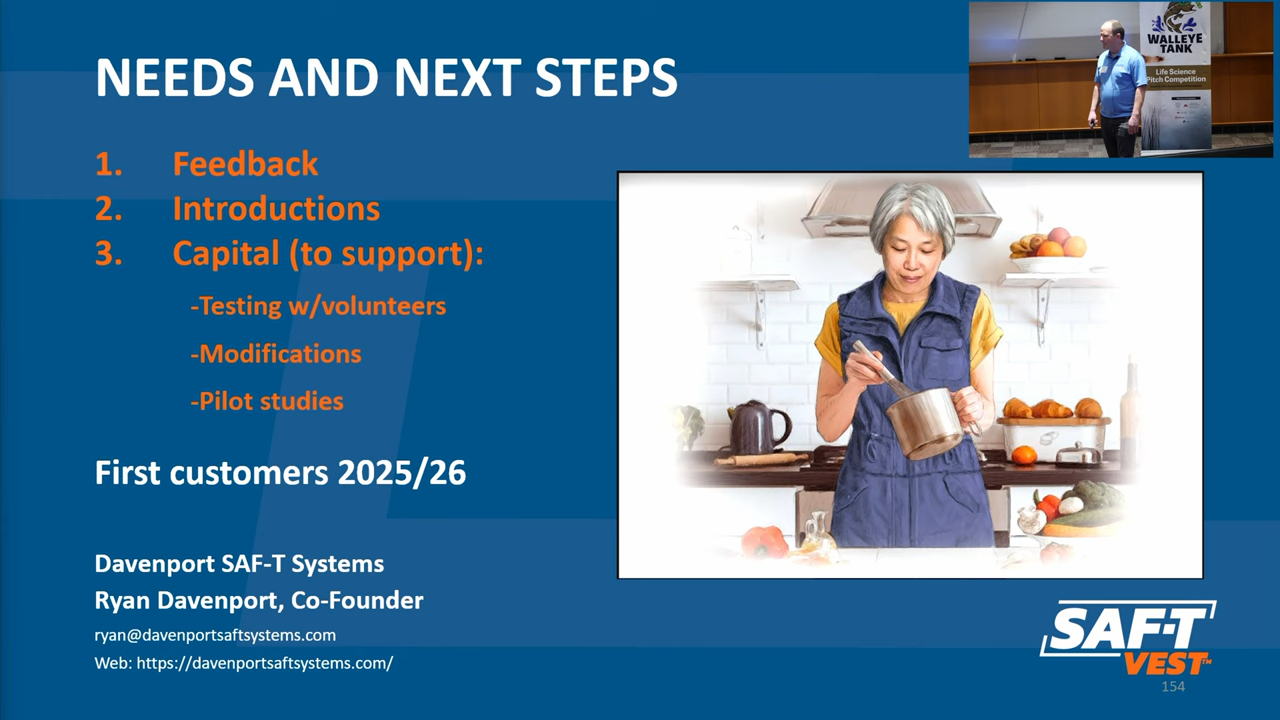 NEEDS AND NEXT STEPS
1. Feedback
2. Introductions
3. Capital (to support):
-Testing w/volunteers
-Modifications
-Pilot studies
First customers 2025/26
Davenport SAF-T Systems
Ryan Davenport, Co-Founder
ryan@davenportsaftsystems.com
Web: https://davenportsaftsystems.com/
WALLEYE
TANK
Life Science
Pitch Competition
SAF-T
VEST™
154